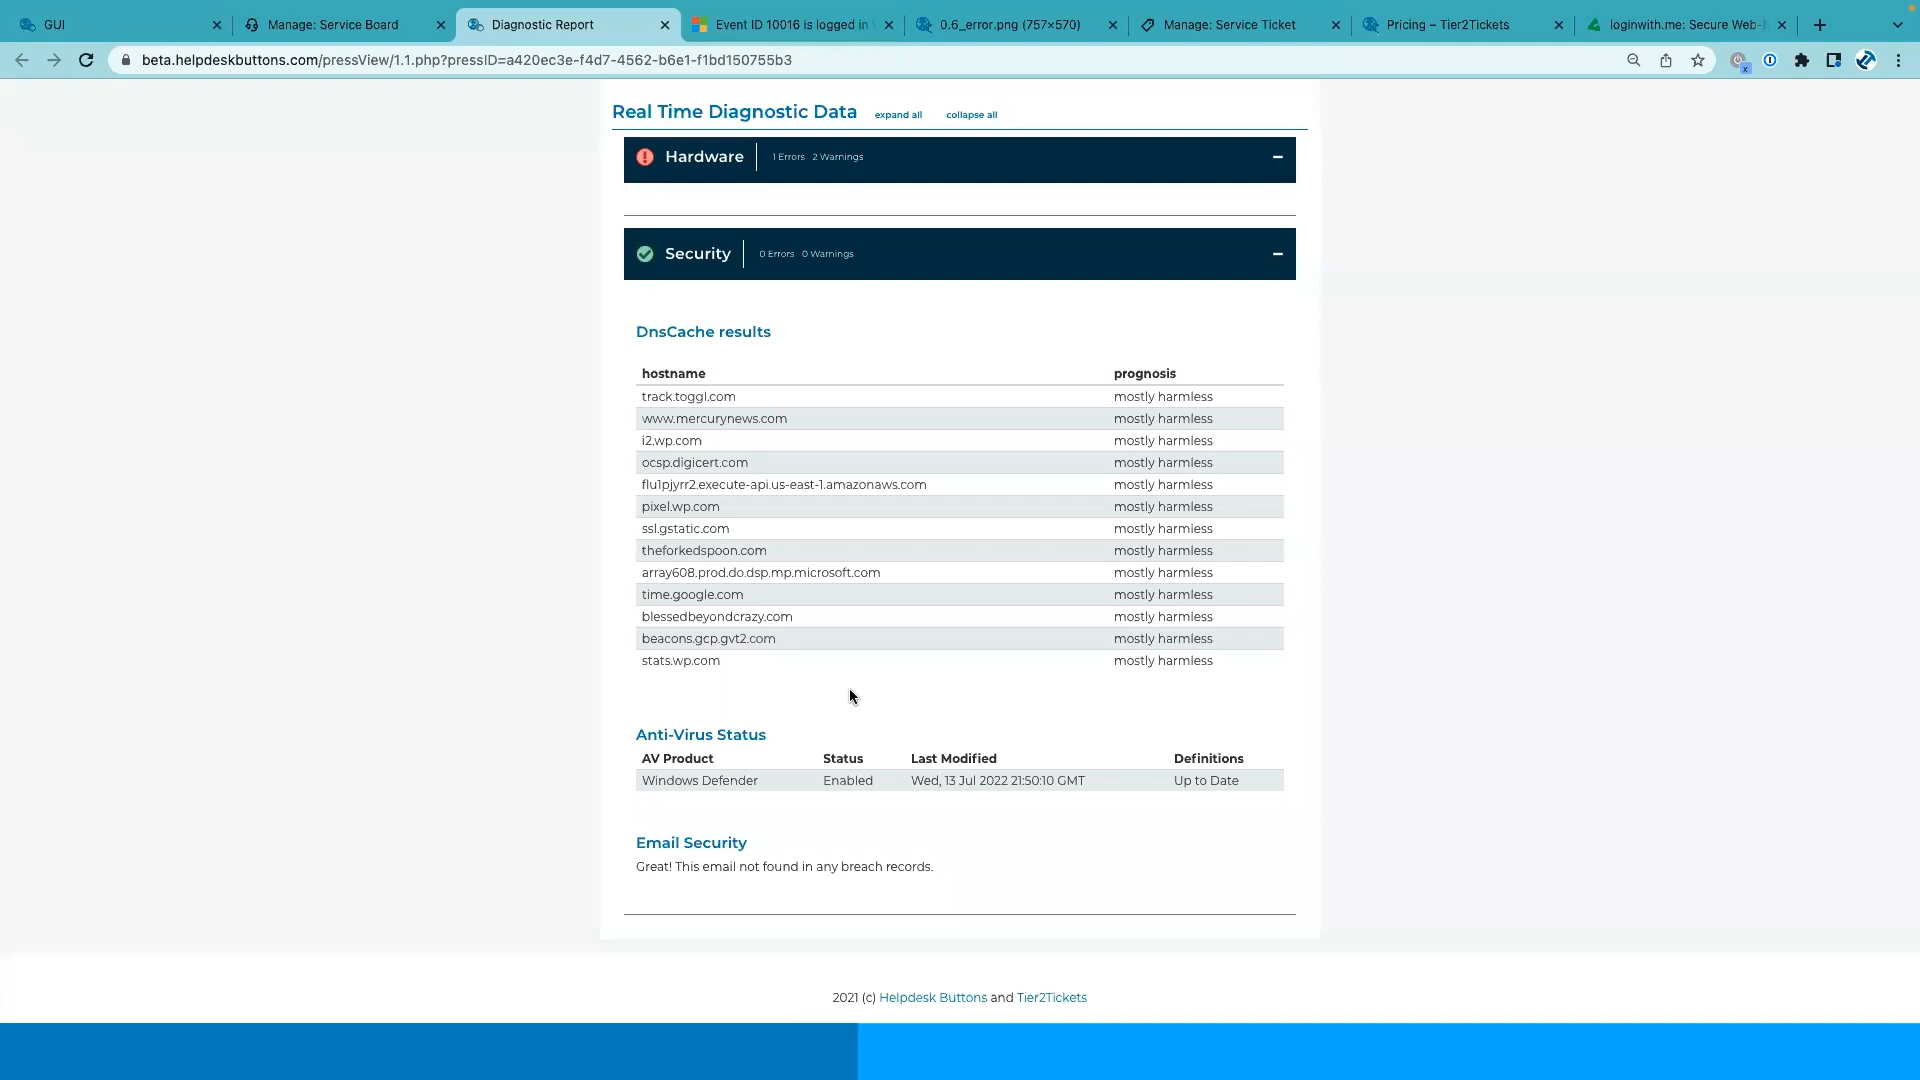 GUI
Manage: Service Board
Diagnostic Report
Event ID 10016 is logged in
0.6_error.png (757×570)
Manage: Service Ticket
Pricing – Tier2Tickets
loginwith.me: Secure Web-
beta.helpdeskbuttons.com/pressView/1.1.php?pressID=a420ec3e-f4d7-4562-b6e1-f1bd150755b3
Real Time Diagnostic Data expand all collapse all
Hardware 1 Errors 2 Warnings
Security 0 Errors 0 Warnings
DnsCache results
hostname prognosis
track.toggl.com mostly harmless
www.mercurynews.com mostly harmless
i2.wp.com mostly harmless
ocsp.digicert.com mostly harmless
flu1pjyrr2.execute-api.us-east-1.amazonaws.com mostly harmless
pixel.wp.com mostly harmless
ssl.gstatic.com mostly harmless
theforkedspoon.com mostly harmless
array608.prod.do.dsp.mp.microsoft.com mostly harmless
time.google.com mostly harmless
blessedbeyondcrazy.com mostly harmless
beacons.gcp.gvt2.com mostly harmless
stats.wp.com mostly harmless
Anti-Virus Status
AV Product Status Last Modified Definitions
Windows Defender Enabled Wed, 13 Jul 2022 21:50:10 GMT Up to Date
Email Security
Great! This email not found in any breach records.
2021 (c) Helpdesk Buttons and Tier2Tickets